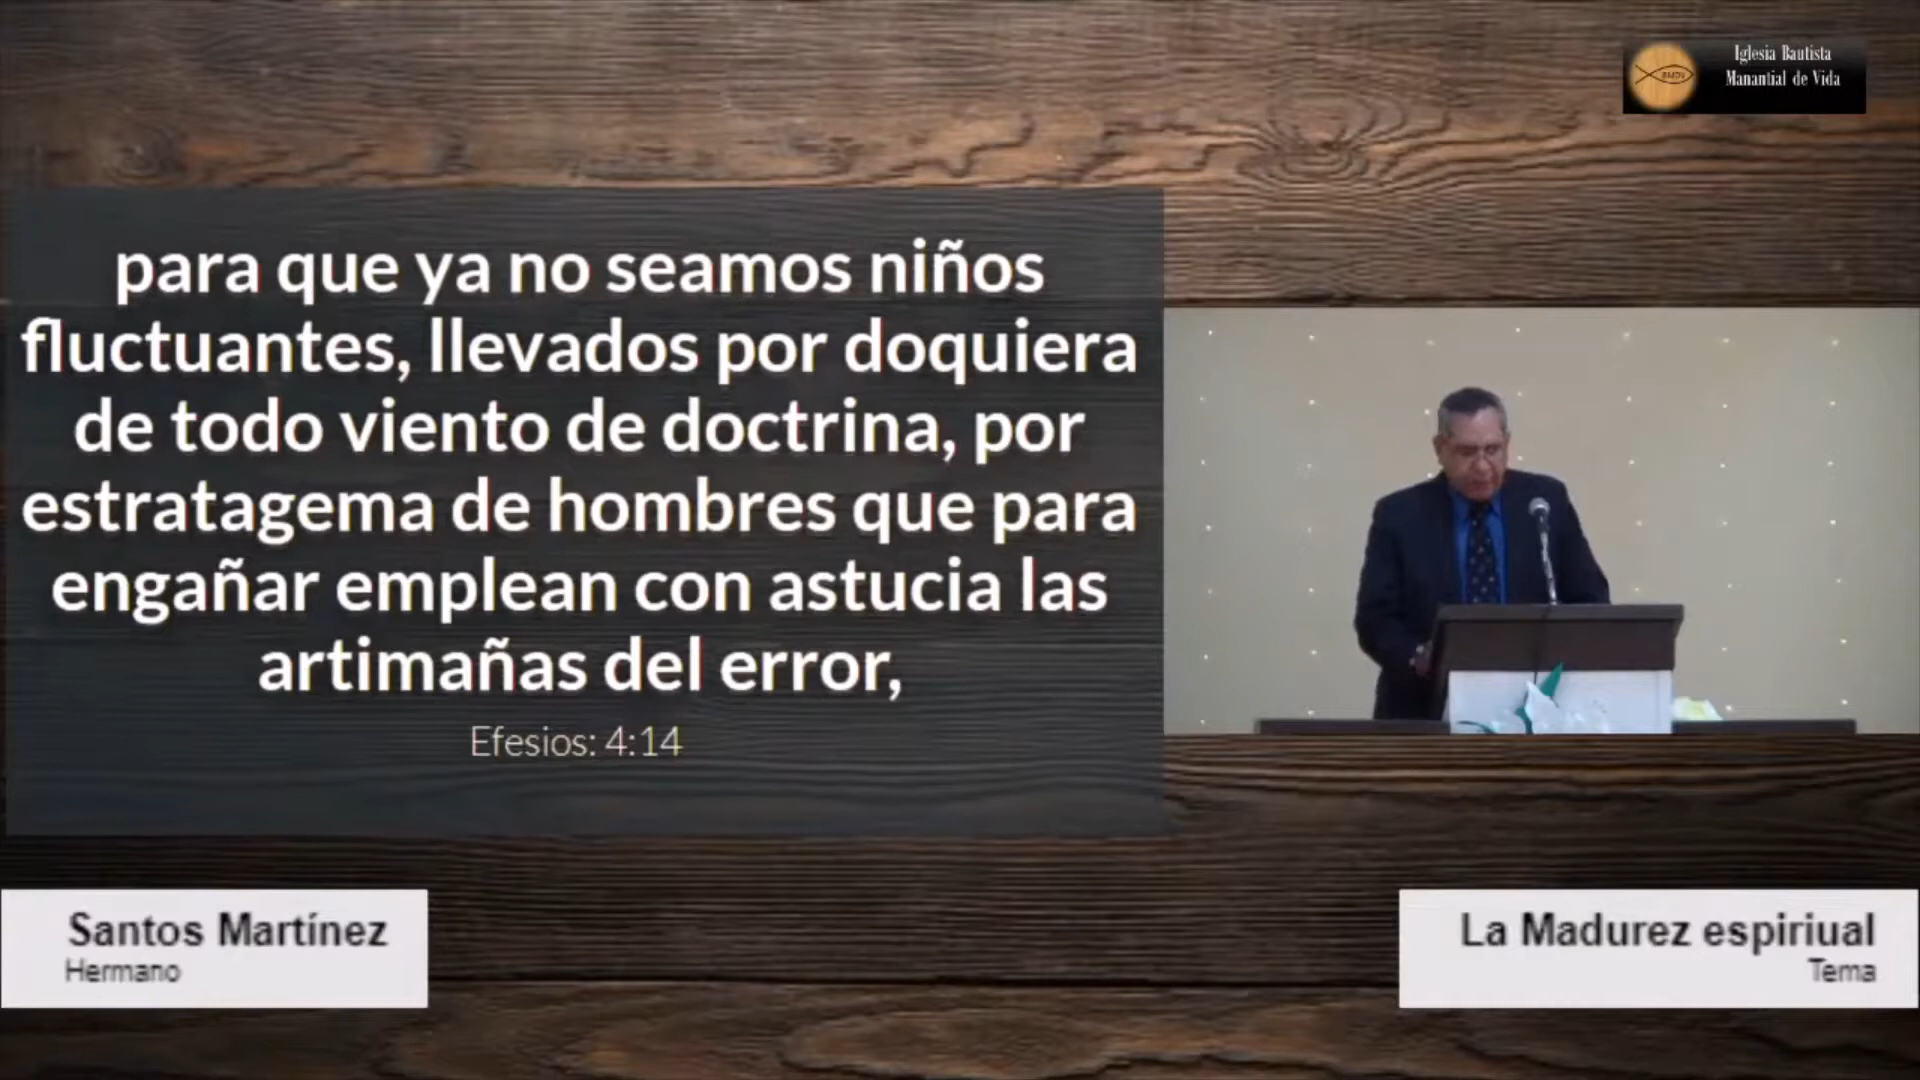 Iglesia Bautista
Manantial de Vida
para que ya no seamos niños
fluctuantes, llevados por doquiera
de todo viento de doctrina, por
estratagema de hombres que para
engañar emplean con astucia las
artimañas del error,
Efesios: 4:14
Santos Martínez
Hermano
La Madurez espiriual
Tema